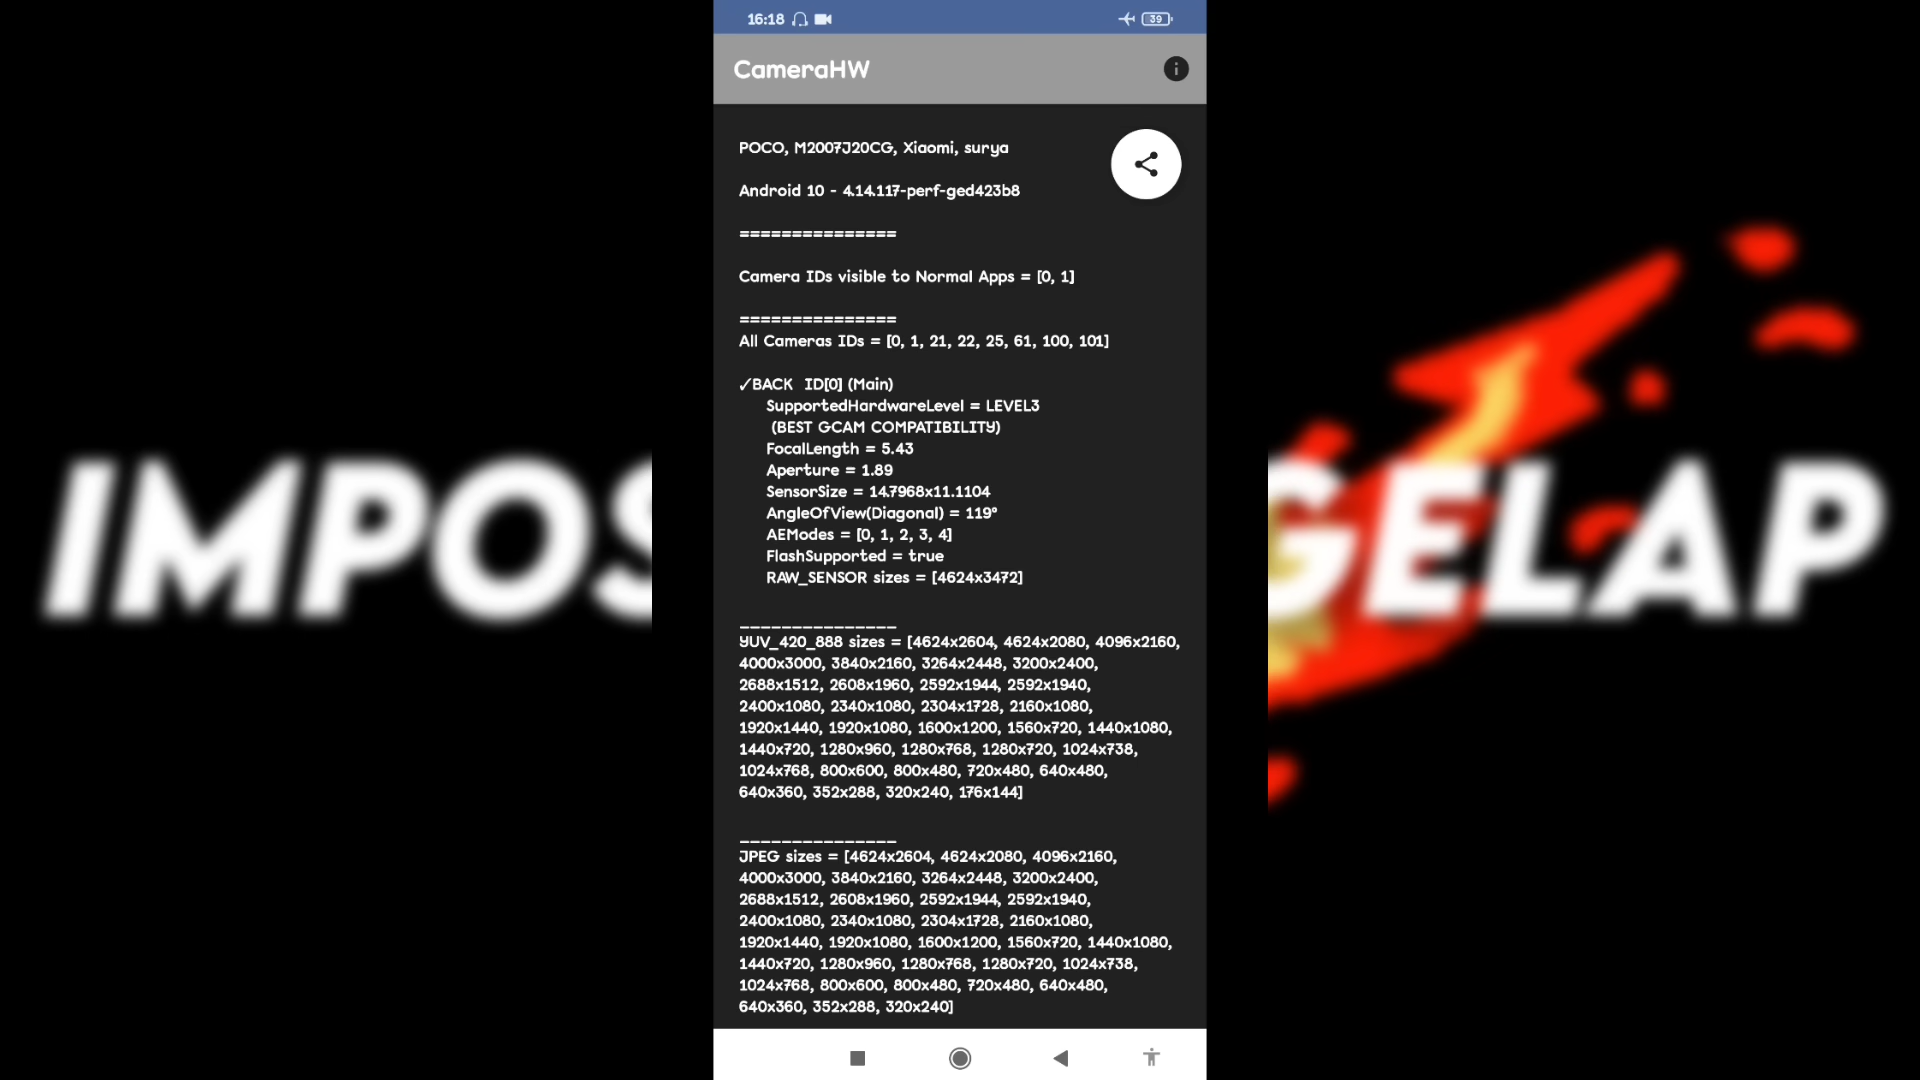 16:18
39
CameraHW
POCO, M2007J20CG, Xiaomi, surya
Android 10 - 4.14.117-perf-ged423b8
===============
Camera IDs visible to Normal Apps = [0, 1]
===============
All Cameras IDs = [0, 1, 21, 22, 25, 61, 100, 101]
✓BACK ID[0] (Main)
SupportedHardwareLevel = LEVEL3
(BEST GCAM COMPATIBILITY)
FocalLength = 5.43
Aperture = 1.89
SensorSize = 14.7968x11.1104
AngleOfView(Diagonal) = 119°
AEModes = [0, 1, 2, 3, 4]
FlashSupported = true
RAW_SENSOR sizes = [4624x3472]
_______________
YUV_420_888 sizes = [4624x2604, 4624x2080, 4096x2160,
4000x3000, 3840x2160, 3264x2448, 3200x2400,
2688x1512, 2608x1960, 2592x1944, 2592x1940,
2400x1080, 2340x1080, 2304x1728, 2160x1080,
1920x1440, 1920x1080, 1600x1200, 1560x720, 1440x1080,
1440x720, 1280x960, 1280x768, 1280x720, 1024x738,
1024x768, 800x600, 800x480, 720x480, 640x480,
640x360, 352x288, 320x240, 176x144]
_______________
JPEG sizes = [4624x2604, 4624x2080, 4096x2160,
4000x3000, 3840x2160, 3264x2448, 3200x2400,
2688x1512, 2608x1960, 2592x1944, 2592x1940,
2400x1080, 2340x1080, 2304x1728, 2160x1080,
1920x1440, 1920x1080, 1600x1200, 1560x720, 1440x1080,
1440x720, 1280x960, 1280x768, 1280x720, 1024x738,
1024x768, 800x600, 800x480, 720x480, 640x480,
640x360, 352x288, 320x240]
IMPOS GELAP